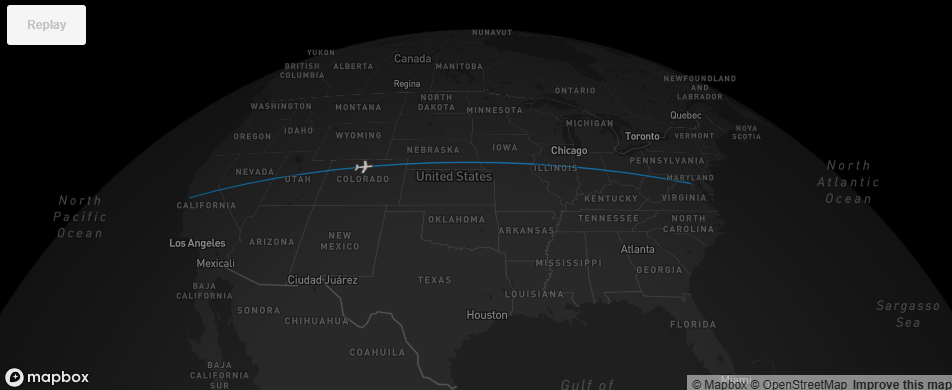 Replay
NUNAVUT
YUKON
Canada
BRITISH
COLUMBIA
ALBERTA
MANITOBA
Regina
NEWFOUNDLAND
AND
LABRADOR
ONTARIO
WASHINGTON
MONTANA
NORTH
DAKOTA
MINNESOTA
Quebec
MICHIGAN
OREGON
IDAHO
WYOMING
Toronto
VERMONT
NOVA
SCOTIA
NEBRASKA
IOWA
Chicago
PENNSYLVANIA
NEVADA
UTAH
COLORADO
United States
ILLINOIS
MARYLAND
North
Atlantic
Ocean
North
Pacific
Ocean
CALIFORNIA
KENTUCKY
VIRGINIA
OKLAHOMA
TENNESSEE
NORTH
CAROLINA
ARKANSAS
Los Angeles
ARIZONA
NEW
MEXICO
Atlanta
Mexicali
MISSISSIPPI
GEORGIA
Ciudad Juárez
TEXAS
BAJA
CALIFORNIA
LOUISIANA
SONORA
CHIHUAHUA
Houston
FLORIDA
Sargasso
Sea
COAHUILA
BAJA
CALIFORNIA
SUR
Gulf of
Miami
mapbox
© Mapbox © OpenStreetMap Improve this map